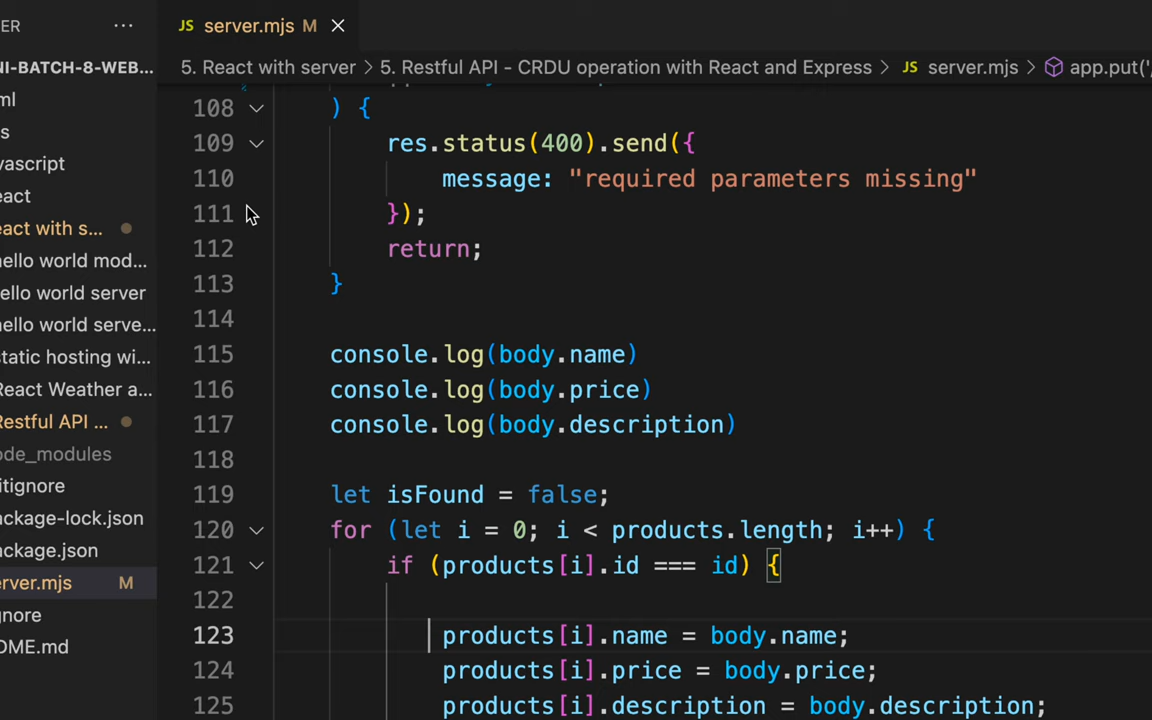 ER ...
JS server.mjs M ×
NI-BATCH-8-WEB...
5. React with server > 5. Restful API - CRDU operation with React and Express > JS server.mjs > app.put('/
ml
s
vascript
eact
eact with s...
ello world mod...
ello world server
ello world serve...
tatic hosting wi...
React Weather a...
Restful API ...
ode_modules
itignore
ackage-lock.json
ackage.json
erver.mjs M
gnore
OME.md
108 ) {
109 res.status(400).send({
110 message: "required parameters missing"
111 });
112 return;
113 }
114
115 console.log(body.name)
116 console.log(body.price)
117 console.log(body.description)
118
119 let isFound = false;
120 for (let i = 0; i < products.length; i++) {
121 if (products[i].id === id) {
122
123 products[i].name = body.name;
124 products[i].price = body.price;
125 products[i].description = body.description;